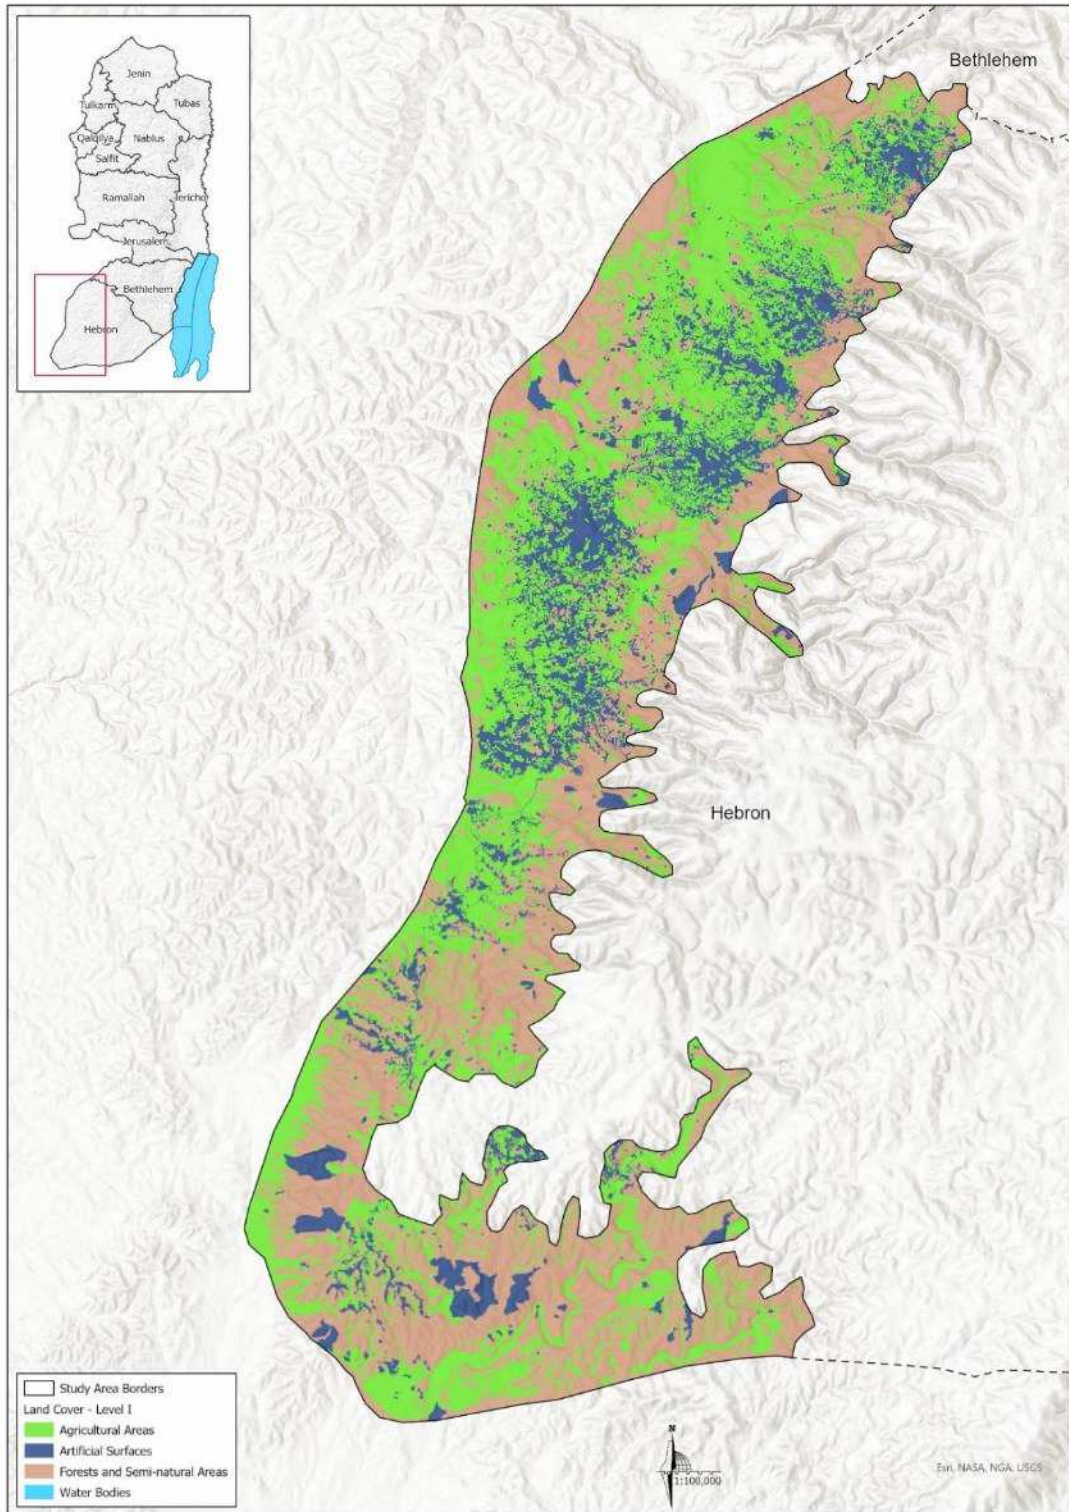 Jenin
Tulkarm
Tubas
Qalqilya
Nablus
Salfit
Ramallah
Jericho
Jerusalem
Bethlehem
Hebron
Bethlehem
Hebron
Study Area Borders
Land Cover - Level I
Agricultural Areas
Artificial Surfaces
Forests and Semi-natural Areas
Water Bodies
N
1:100,000
Esri, NASA, NGA, USGS